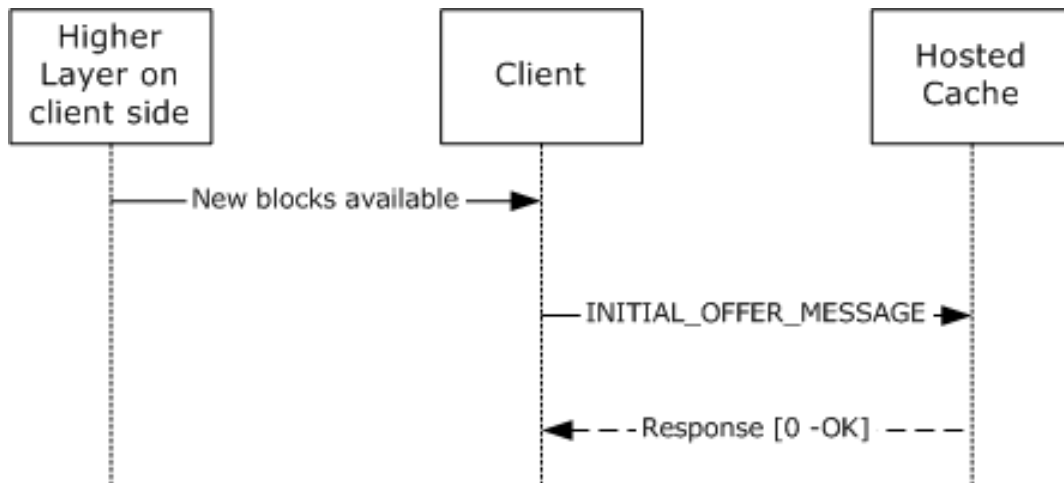 Higher
Layer on
client side
Client
Hosted
Cache
New blocks available
INITIAL_OFFER_MESSAGE
Response [0 -OK]